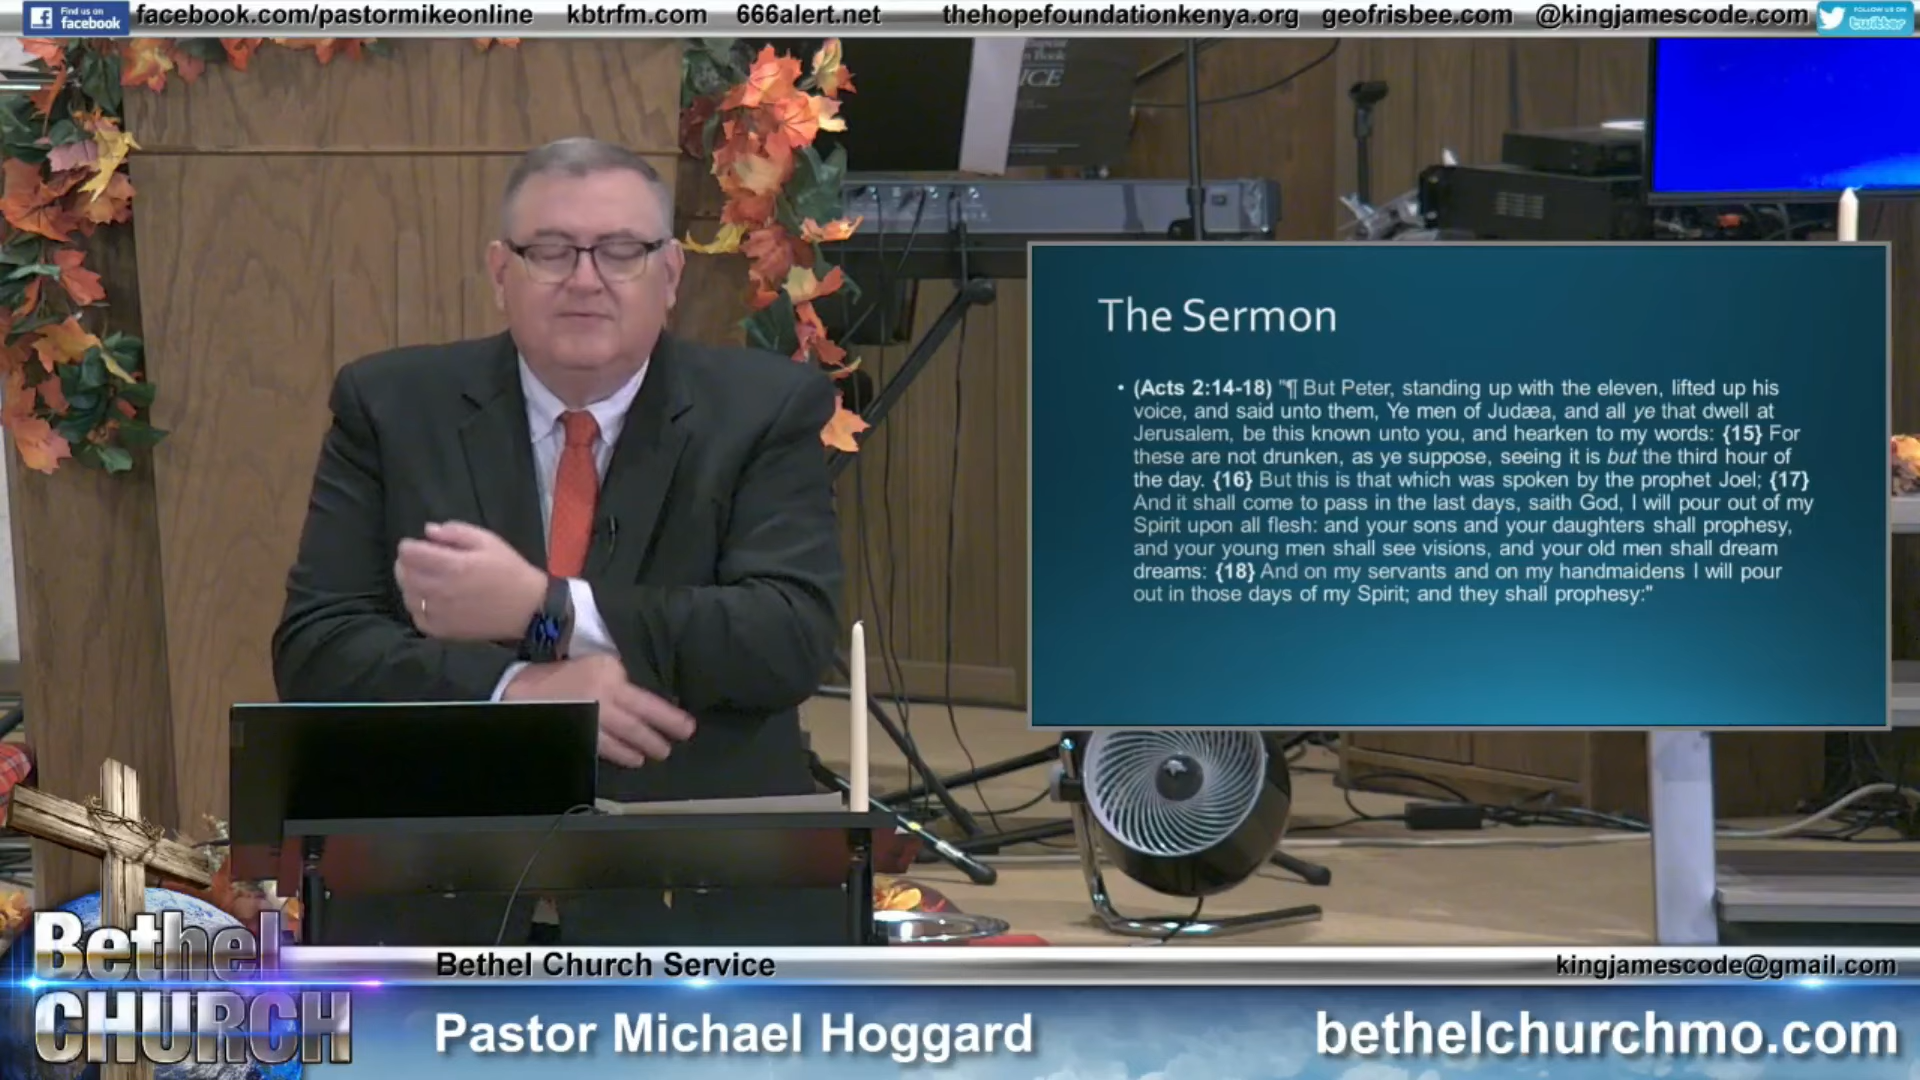 Find us on
facebook
facebook.com/pastormikeonline kbtrfm.com 666alert.net thehopefoundationkenya.org geofrisbee.com @kingjamescode.com
FOLLOW US ON
twitter
The Sermon
• (Acts 2:14-18) "¶ But Peter, standing up with the eleven, lifted up his
voice, and said unto them, Ye men of Judæa, and all ye that dwell at
Jerusalem, be this known unto you, and hearken to my words: {15} For
these are not drunken, as ye suppose, seeing it is but the third hour of
the day. {16} But this is that which was spoken by the prophet Joel; {17}
And it shall come to pass in the last days, saith God, I will pour out of my
Spirit upon all flesh: and your sons and your daughters shall prophesy,
and your young men shall see visions, and your old men shall dream
dreams: {18} And on my servants and on my handmaidens I will pour
out in those days of my Spirit; and they shall prophesy:"
Bethel
CHURCH
Bethel Church Service
kingjamescode@gmail.com
Pastor Michael Hoggard
bethelchurchmo.com